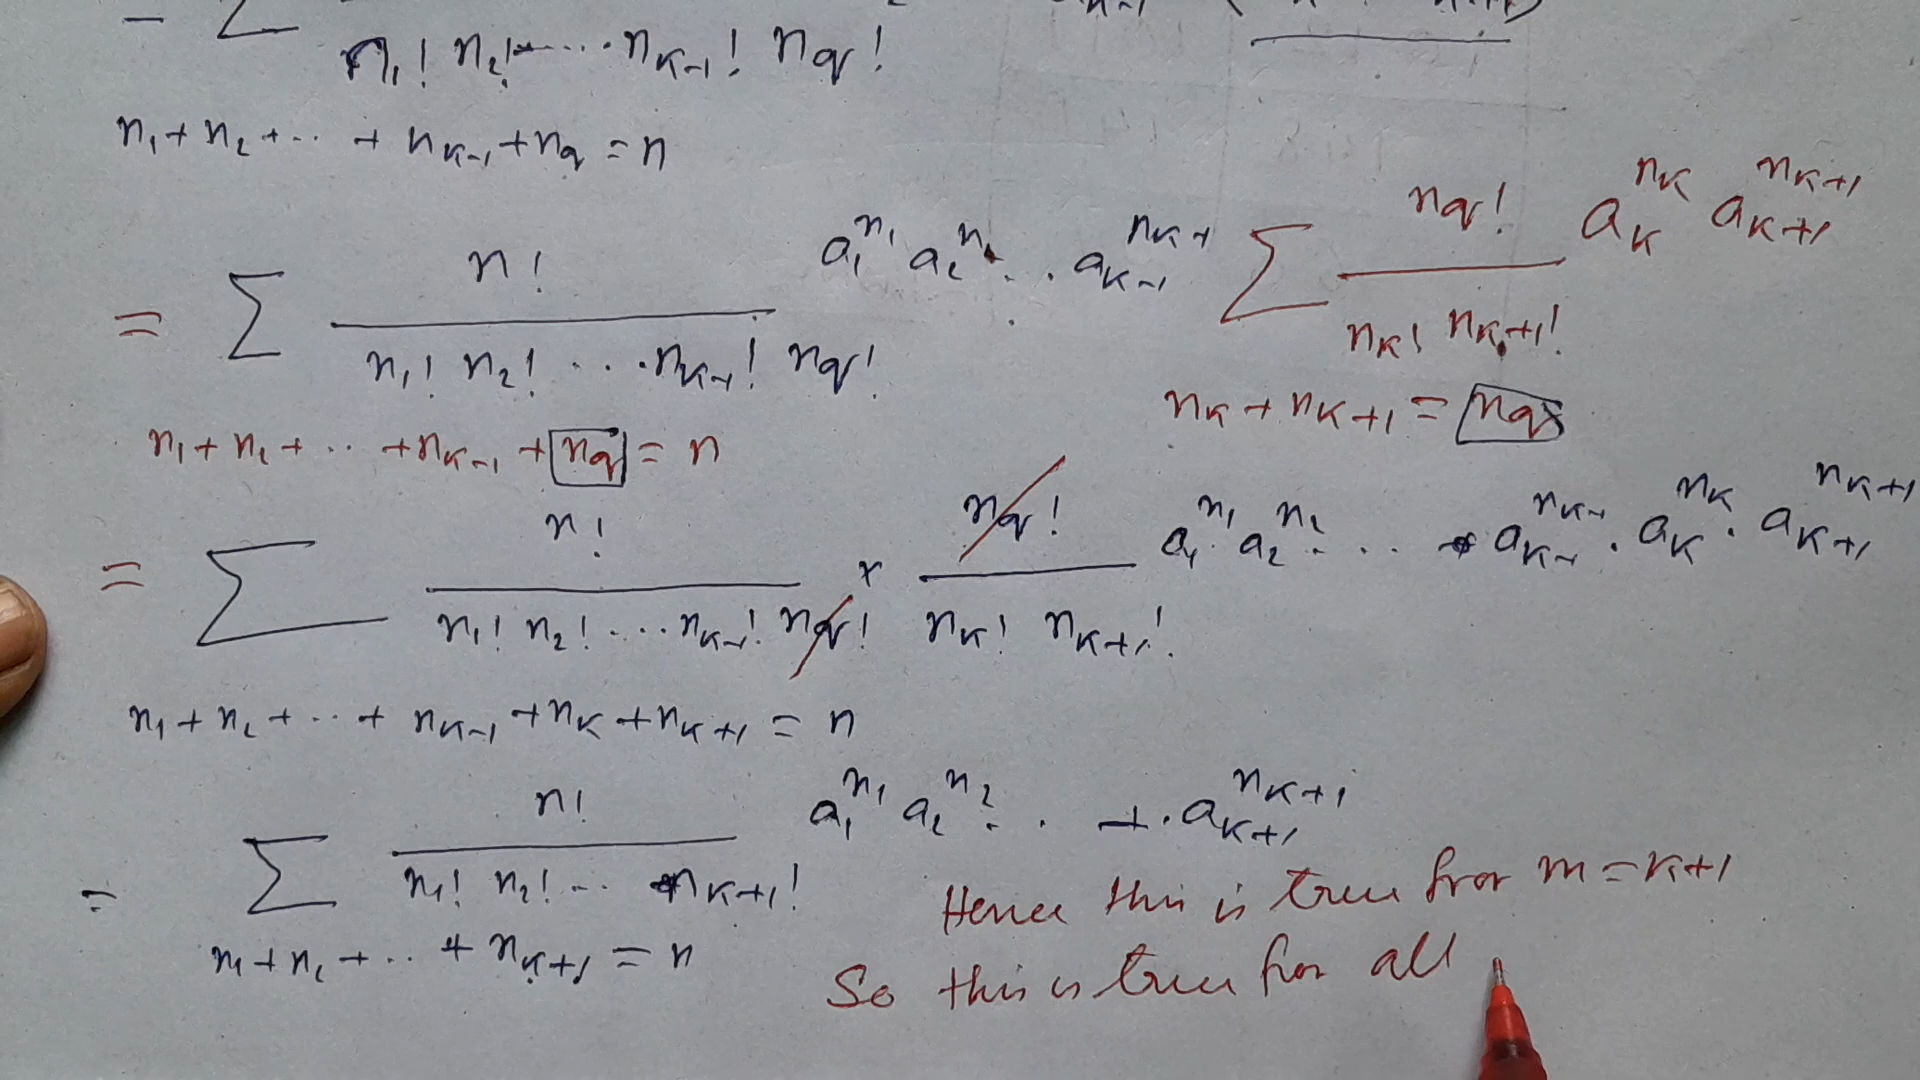 n₁! n₂! ---- n_{K-1}! n_q!
n₁ + n₂ + ... + n_{K-1} + n_q = n
= Σ n! / (n₁! n₂! ... n_{K-1}! n_q!) a₁^{n₁} a₂^{n₂} ... a_{K-1}^{n_{K-1}} Σ n_q! / (n_K! n_{K+1}!) a_K^{n_K} a_{K+1}^{n_{K+1}}
n₁ + n₂ + ... + n_{K-1} + n_q = n
n_K + n_{K+1} = n_q
= Σ n! / (n₁! n₂! ... n_{K-1}! n_q!) × n_q! / (n_K! n_{K+1}!) a₁^{n₁} . a₂^{n₂} ... a_{K-1}^{n_{K-1}} . a_K^{n_K} . a_{K+1}^{n_{K+1}}
n₁ + n₂ + ... + n_{K-1} + n_K + n_{K+1} = n
= Σ n! / (n₁! n₂! ... n_{K+1}!) a₁^{n₁} a₂^{n₂} ... a_{K+1}^{n_{K+1}}
n₁ + n₂ + ... + n_{K+1} = n
Hence this is true for m = K+1
So this is true for all